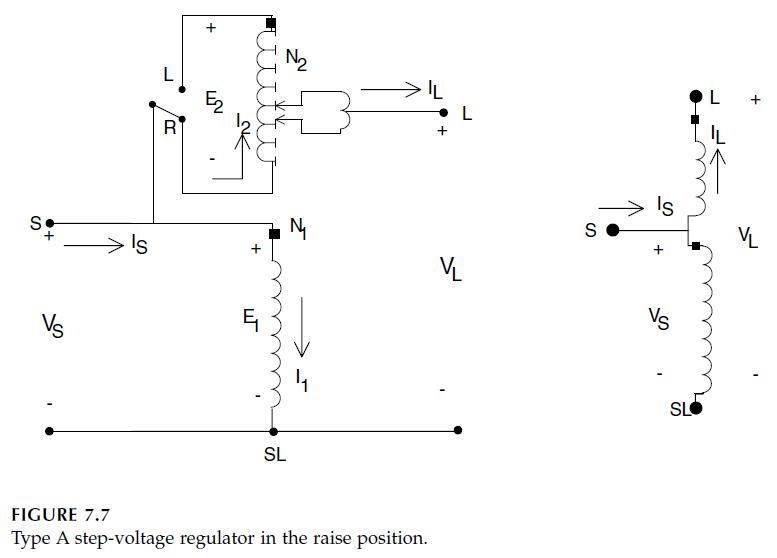 +
L
N2
E2
I2
R
-
IL
L
+
S
+
IS
N1
+
VS
E1
I1
VL
-
-
-
SL
L
+
IL
IS
S
+
VL
VS
-
-
SL
FIGURE 7.7
Type A step-voltage regulator in the raise position.